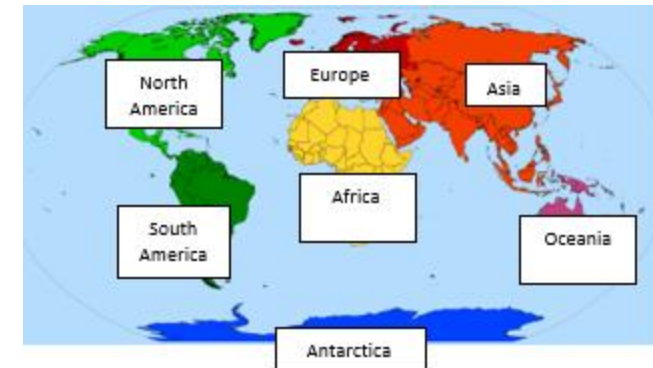 North
America
Europe
Asia
Africa
South
America
Oceania
Antarctica